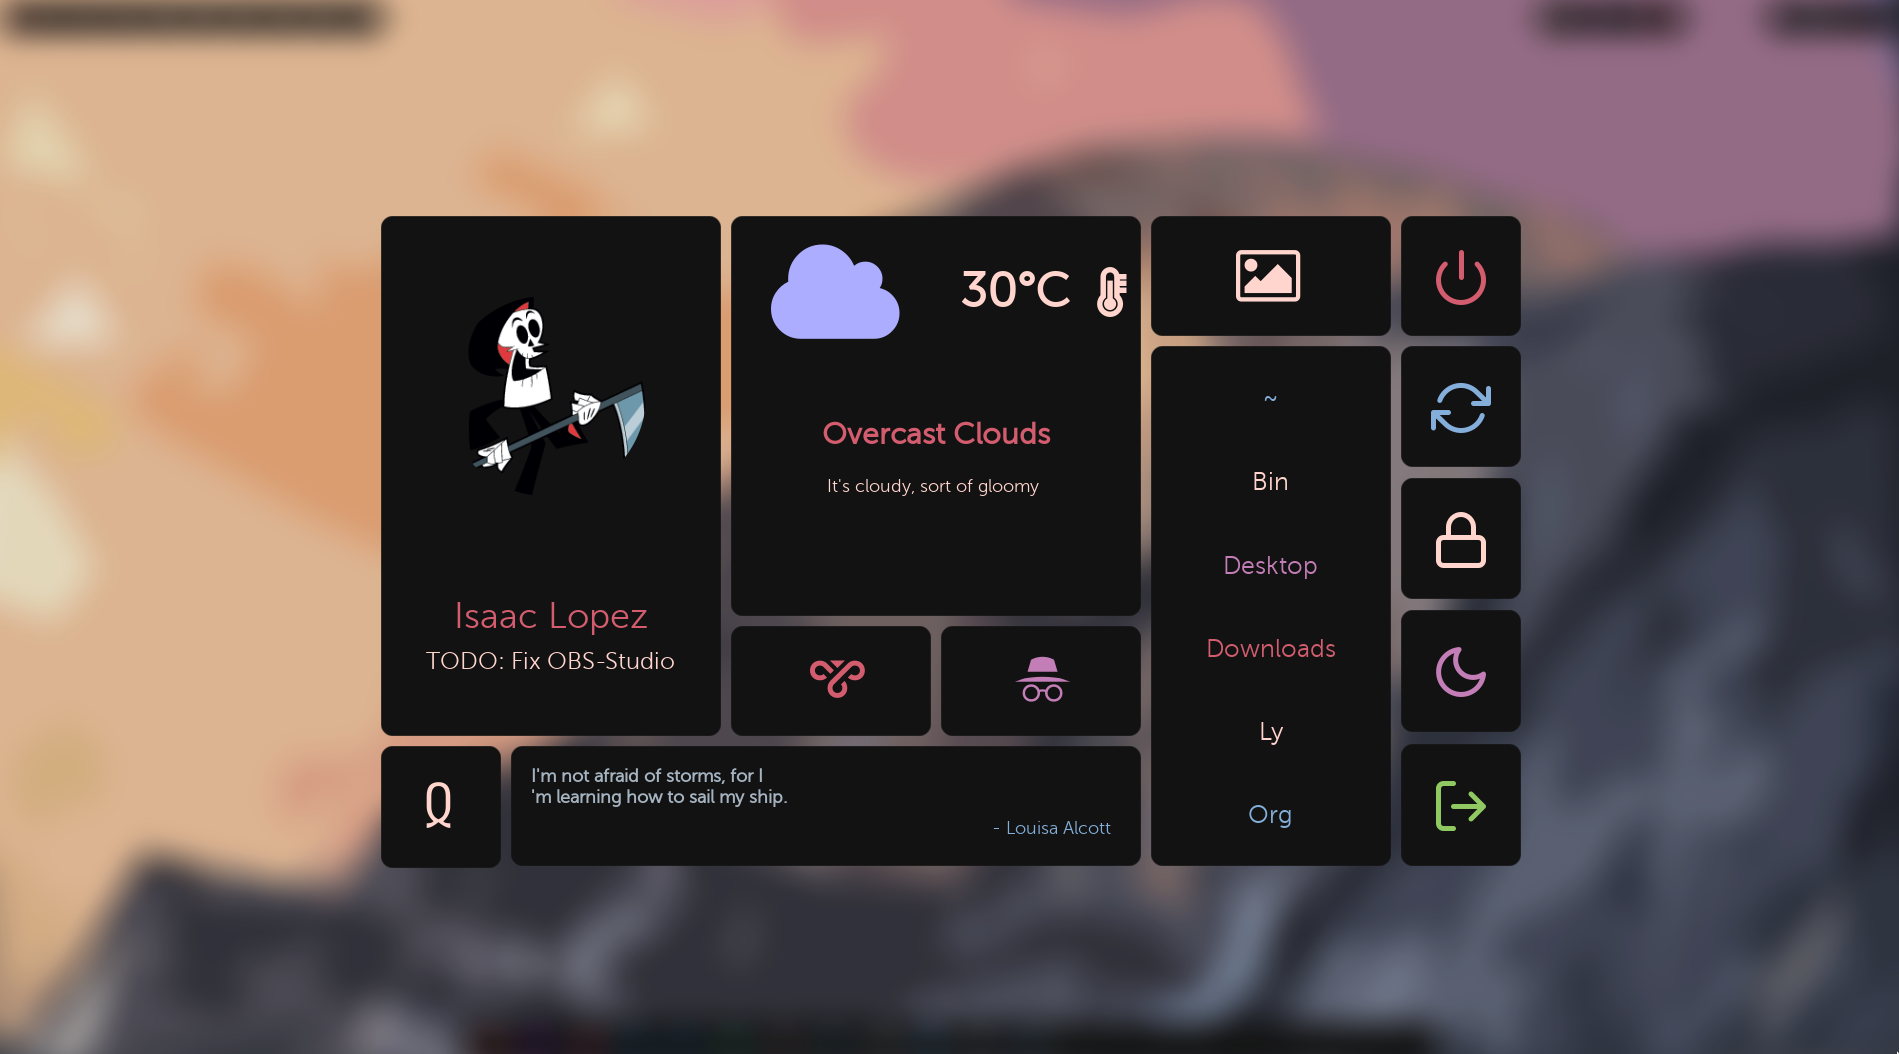 Isaac Lopez
TODO: Fix OBS-Studio
30°C
Overcast Clouds
It's cloudy, sort of gloomy
I'm not afraid of storms, for I
'm learning how to sail my ship.
- Louisa Alcott
~
Bin
Desktop
Downloads
Ly
Org